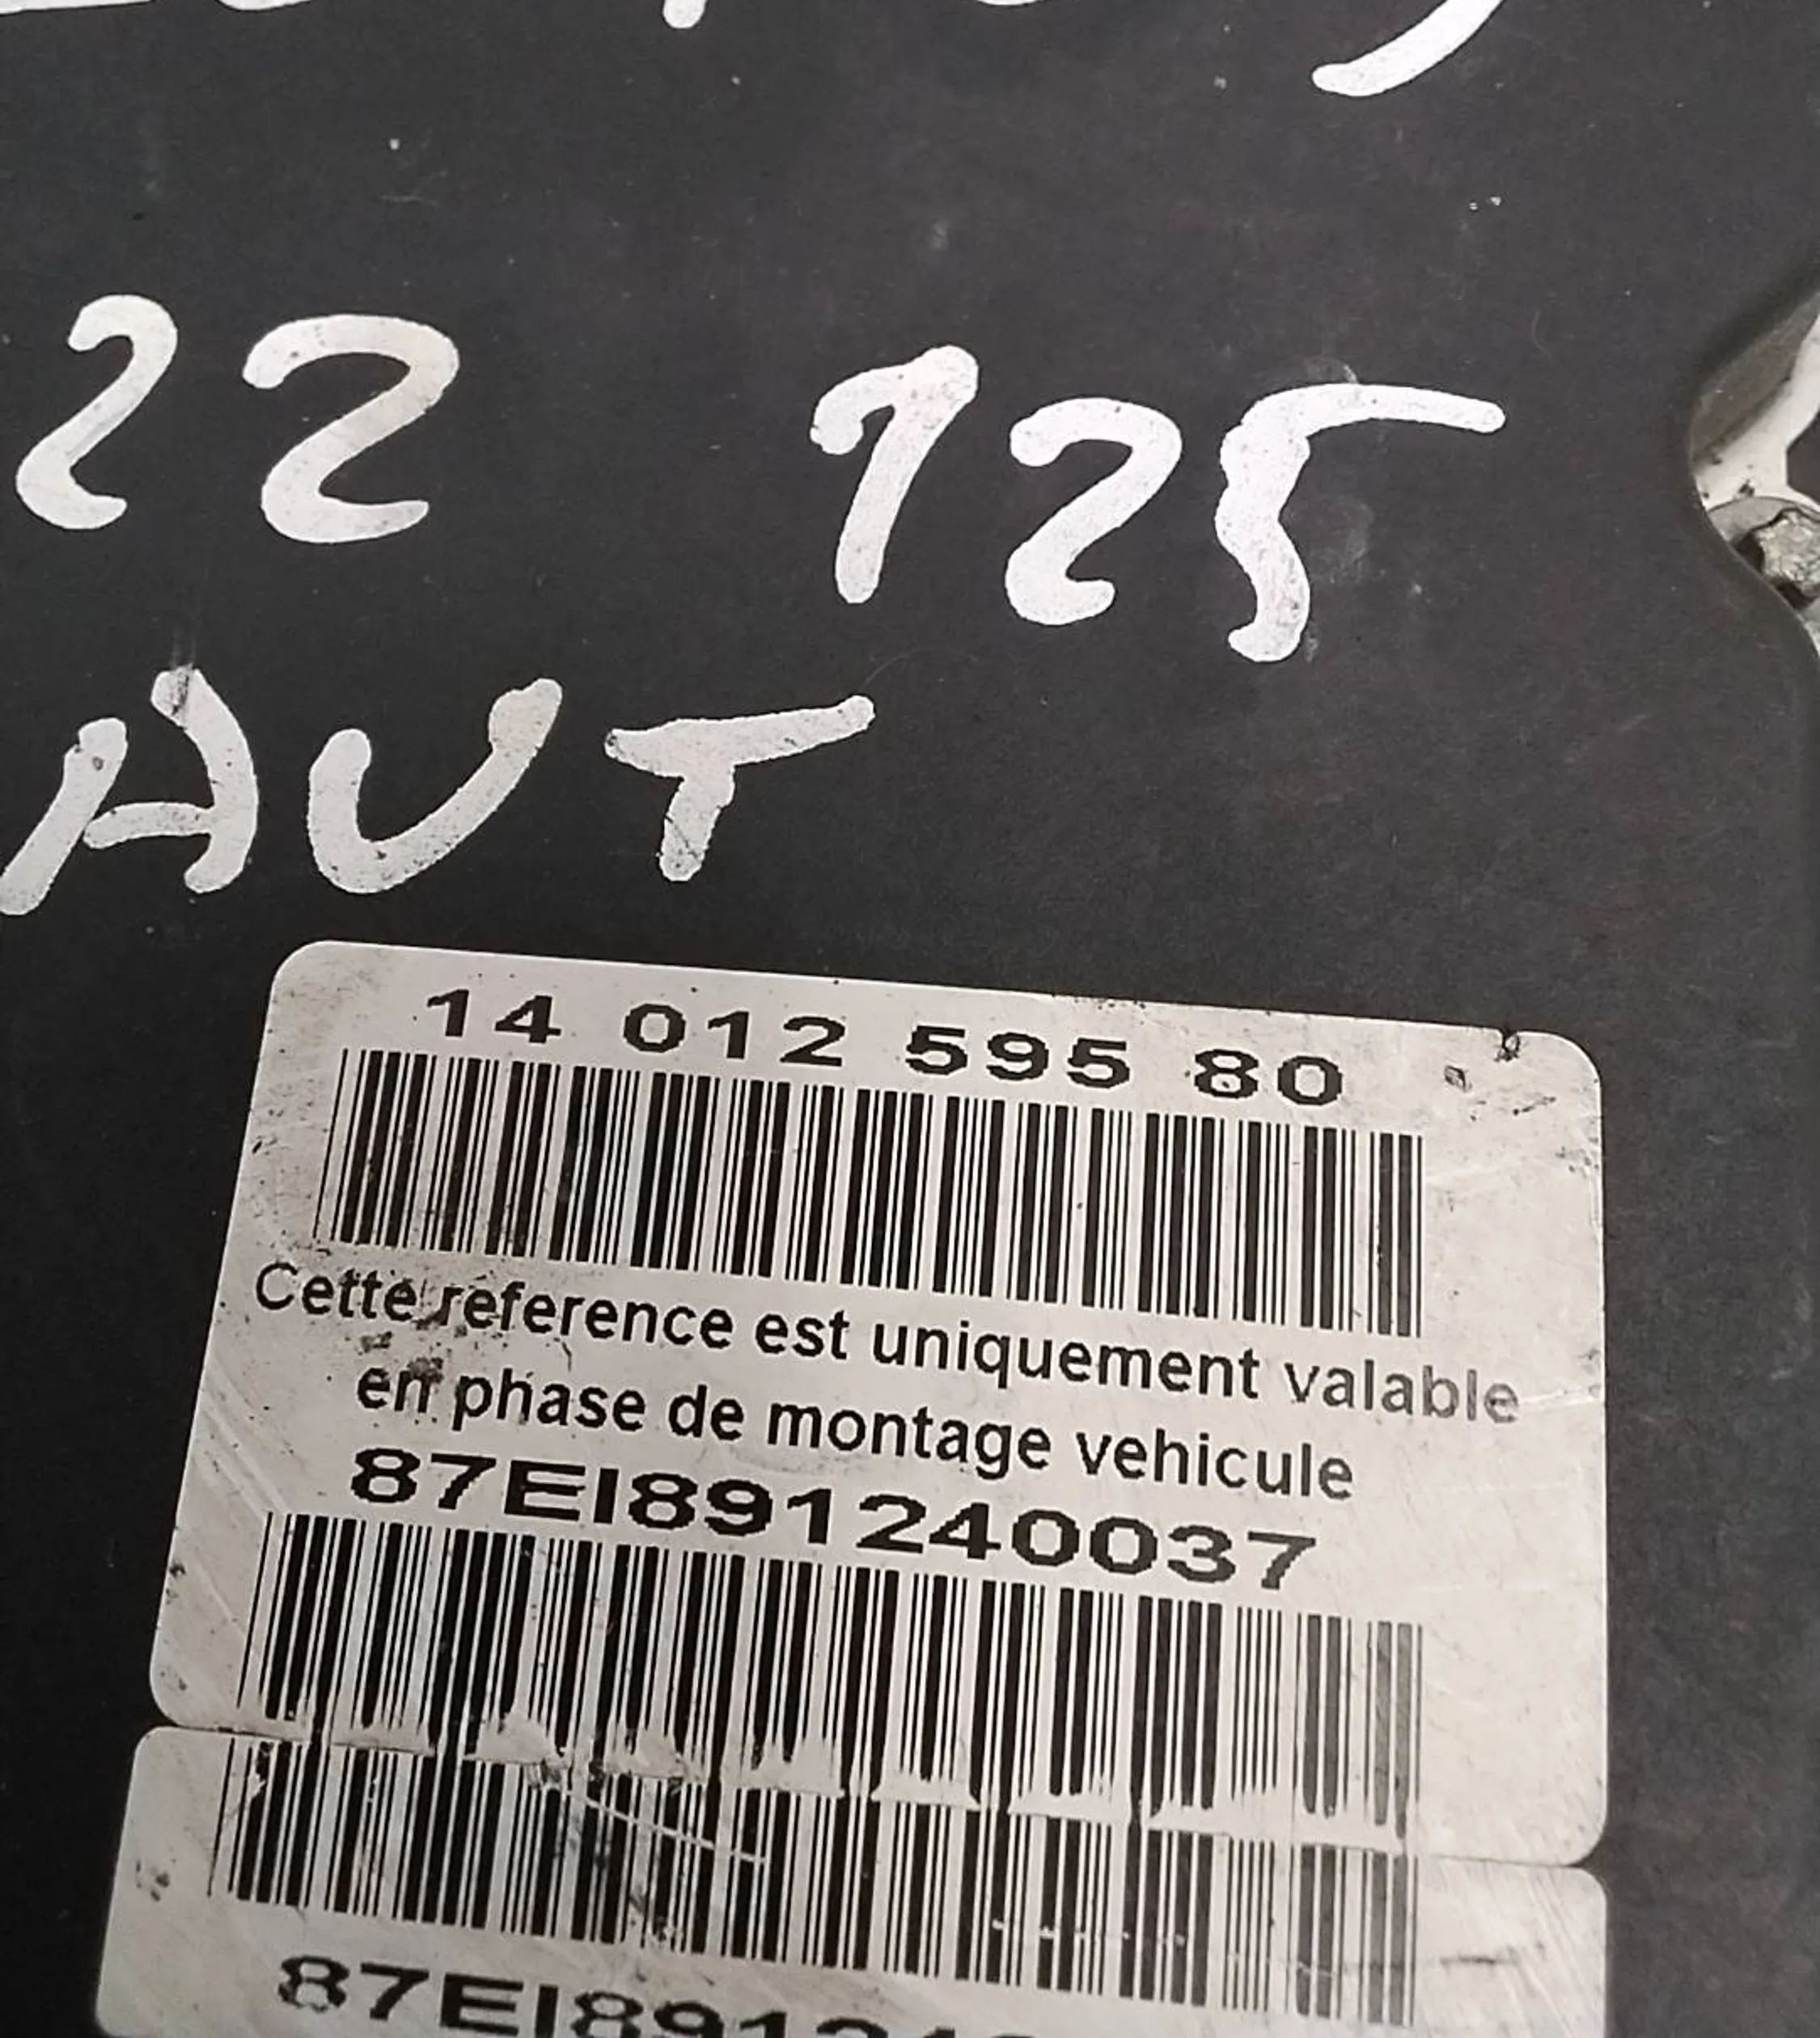 22 125
AUT
14 012 595 80
Cette reference est uniquement valable
en phase de montage vehicule
87EI891240037